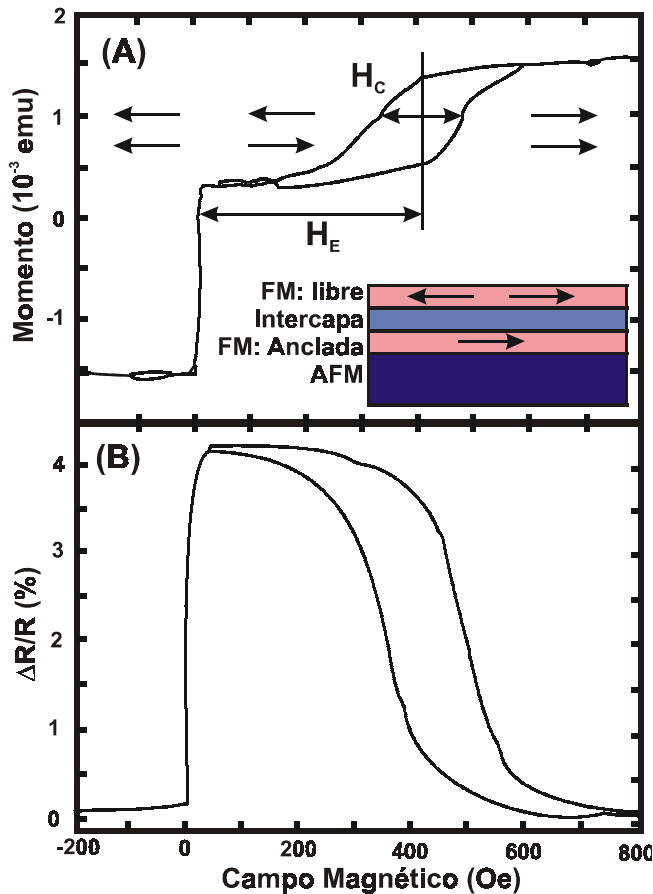 (A)
2
1
0
-1
Momento (10⁻³ emu)
H_C
H_E
FM: libre
Intercapa
FM: Anclada
AFM
(B)
4
3
2
1
0
ΔR/R (%)
-200 0 200 400 600 800
Campo Magnético (Oe)